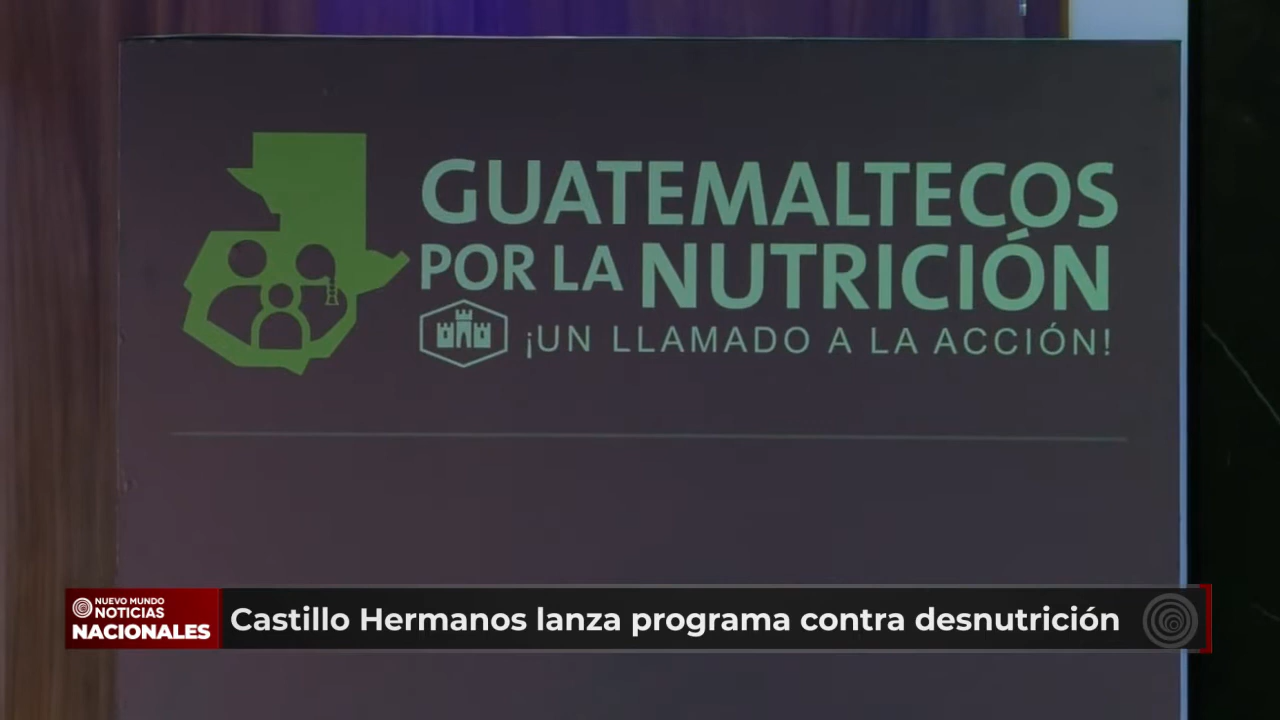 GUATEMALTECOS
POR LA NUTRICIÓN
¡UN LLAMADO A LA ACCIÓN!
NUEVO MUNDO
NOTICIAS
NACIONALES
Castillo Hermanos lanza programa contra desnutrición